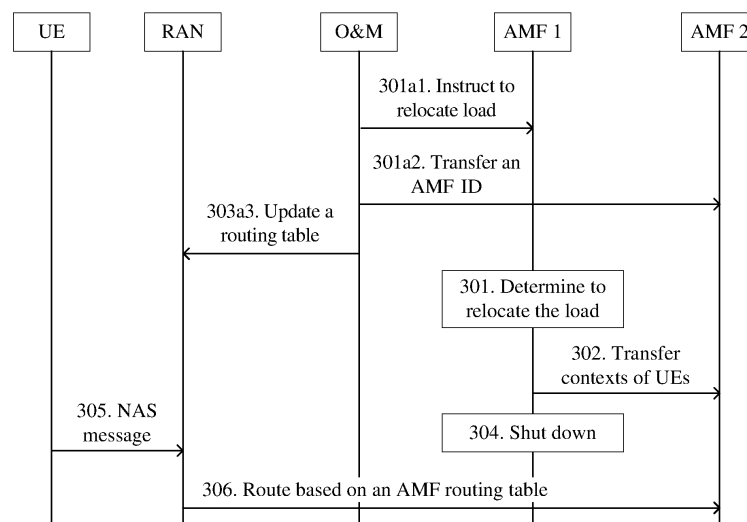 UE RAN O&M AMF 1 AMF 2
301a1. Instruct to
relocate load
301a2. Transfer an
AMF ID
303a3. Update a
routing table
301. Determine to
relocate the load
302. Transfer
contexts of UEs
305. NAS
message
304. Shut down
306. Route based on an AMF routing table